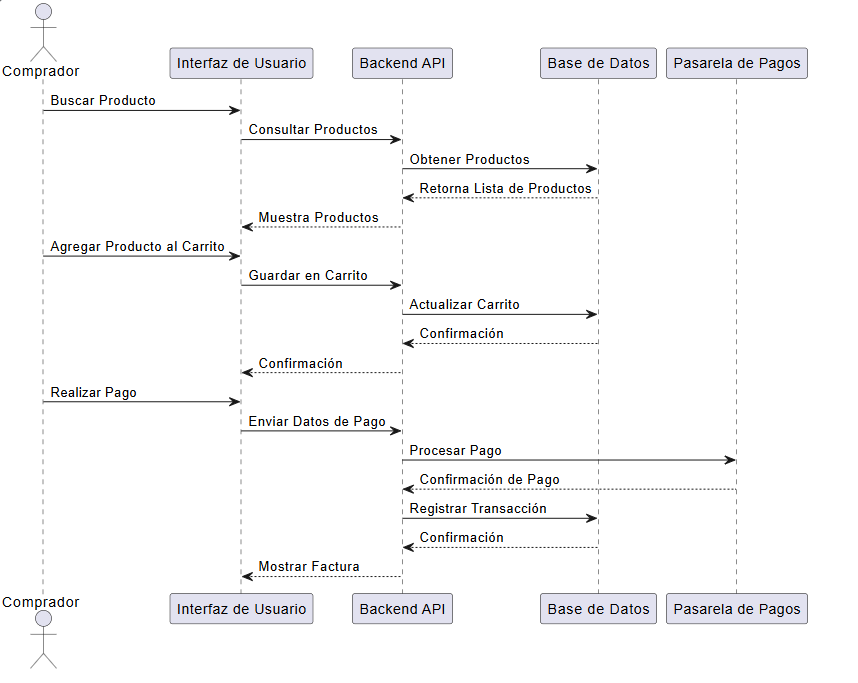 Comprador
Interfaz de Usuario
Backend API
Base de Datos
Pasarela de Pagos
Buscar Producto
Consultar Productos
Obtener Productos
Retorna Lista de Productos
Muestra Productos
Agregar Producto al Carrito
Guardar en Carrito
Actualizar Carrito
Confirmación
Confirmación
Realizar Pago
Enviar Datos de Pago
Procesar Pago
Confirmación de Pago
Registrar Transacción
Confirmación
Mostrar Factura
Comprador
Interfaz de Usuario
Backend API
Base de Datos
Pasarela de Pagos